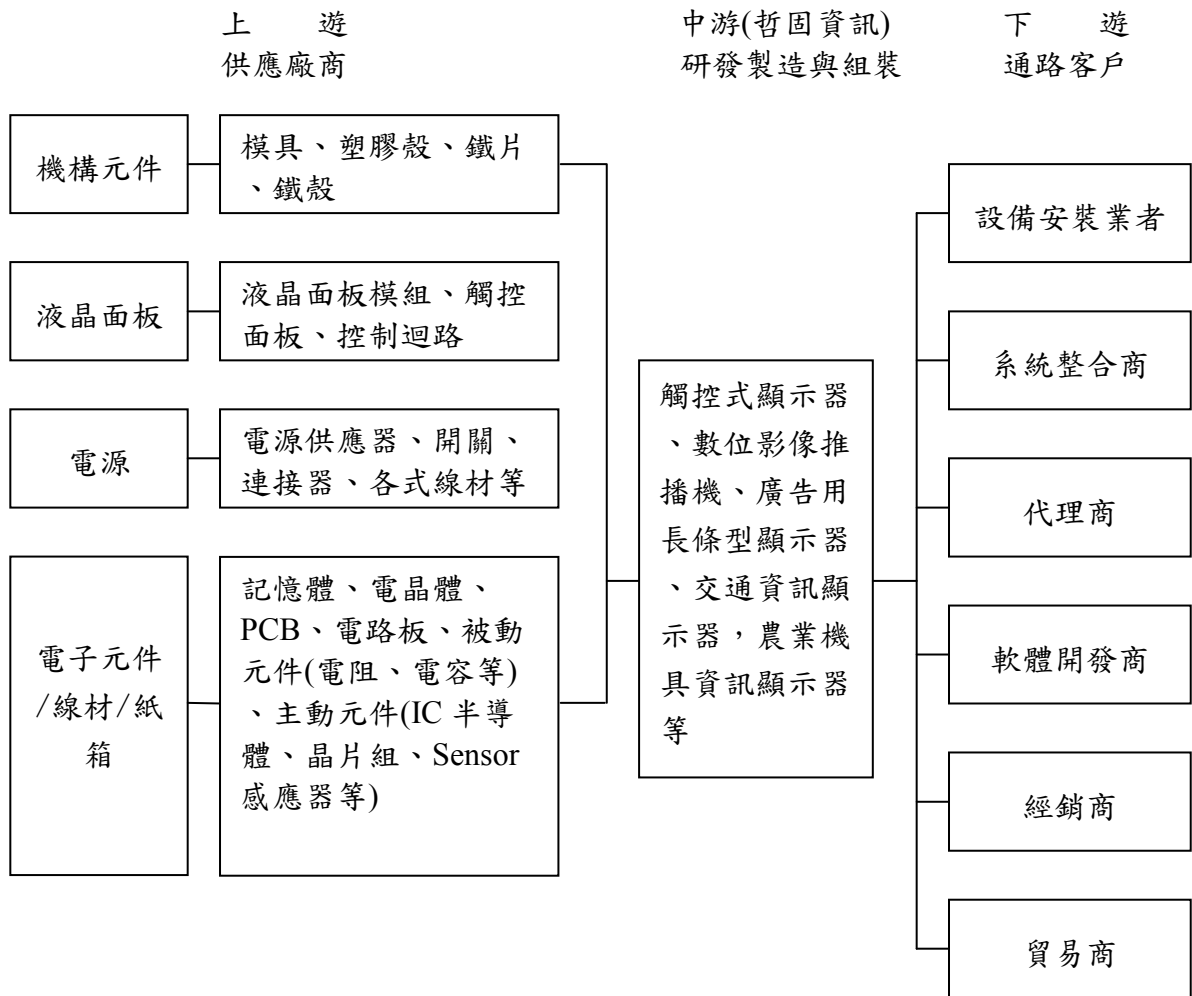 上 遊
供應廠商
中游(哲固資訊)
研發製造與組裝
下 遊
通路客戶
機構元件
模具、塑膠殼、鐵片
、鐵殼
液晶面板
液晶面板模組、觸控
面板、控制迴路
電源
電源供應器、開關、
連接器、各式線材等
電子元件
/線材/紙
箱
記憶體、電晶體、
PCB、電路板、被動
元件(電阻、電容等)
、主動元件(IC 半導
體、晶片組、Sensor
感應器等)
觸控式顯示器
、數位影像推
播機、廣告用
長條型顯示器
、交通資訊顯
示器，農業機
具資訊顯示器
等
設備安裝業者
系統整合商
代理商
軟體開發商
經銷商
貿易商